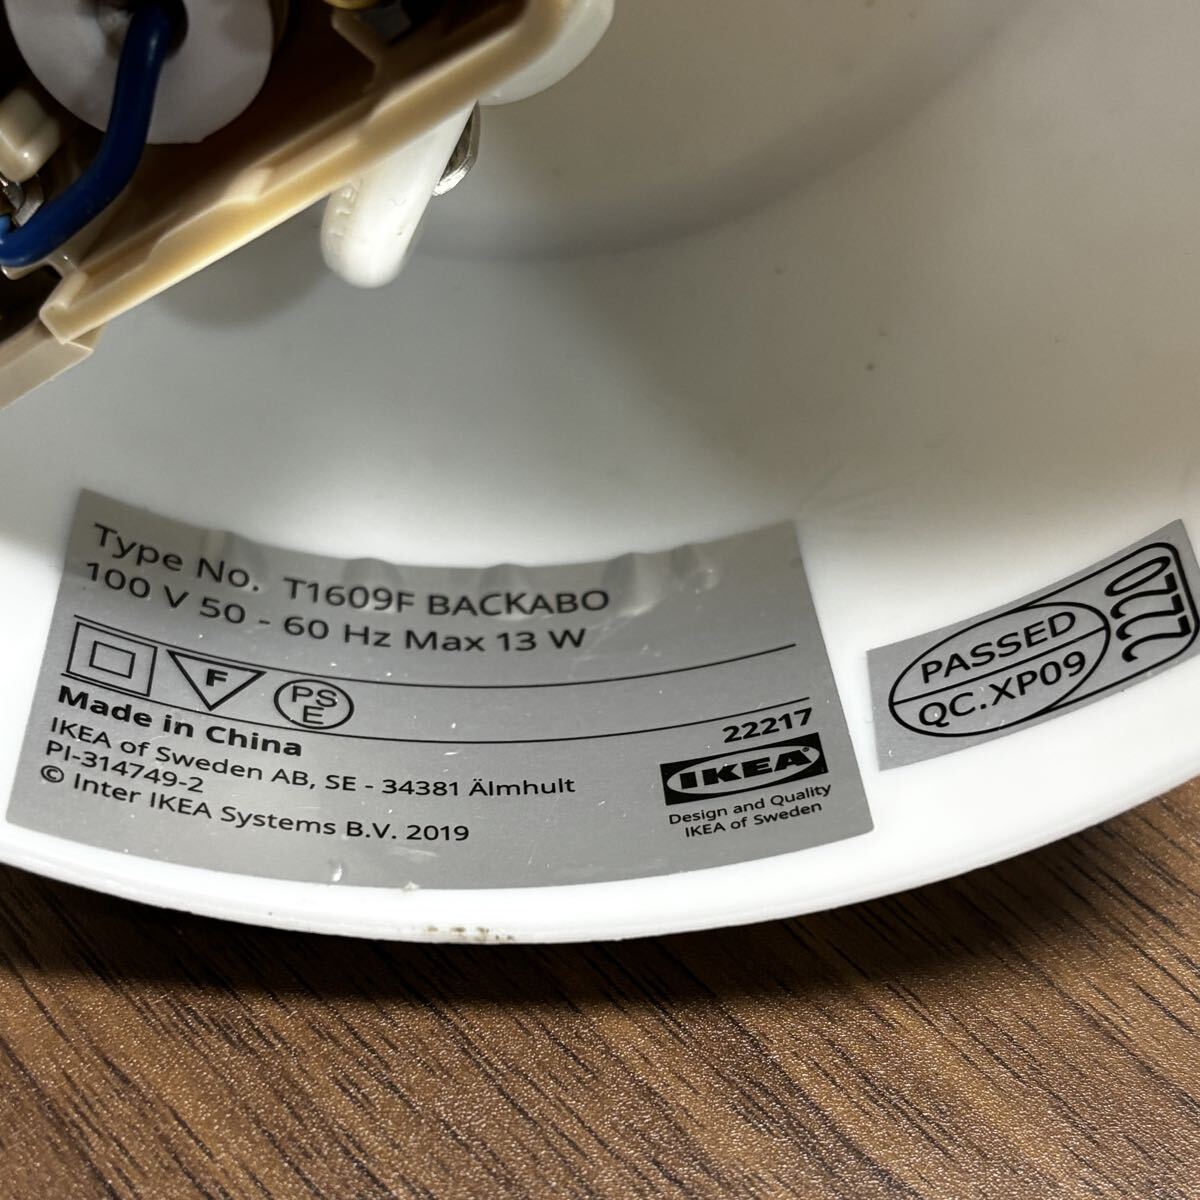 Type No. T1609F BACKABO
100 V 50 - 60 Hz Max 13 W
F
PS
E
Made in China
IKEA of Sweden AB, SE - 34381 Älmhult
PI-314749-2
© Inter IKEA Systems B.V. 2019
22217
IKEA
Design and Quality
IKEA of Sweden
PASSED
QC.XP09
2220